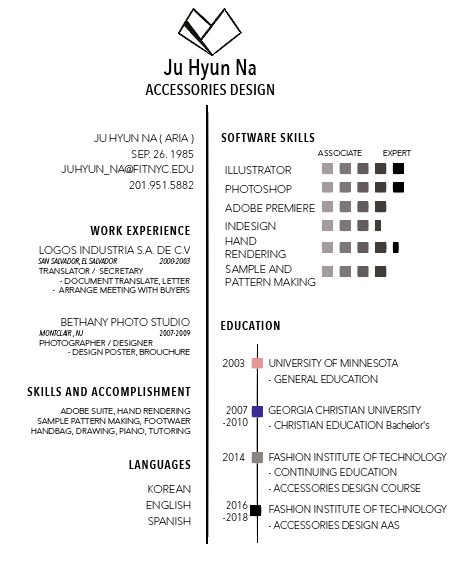 Ju Hyun Na
ACCESSORIES DESIGN
JU HYUN NA ( ARIA )
SEP. 26. 1985
JUHYUN_NA@FITNYC.EDU
201.951.5882
WORK EXPERIENCE
LOGOS INDUSTRIA S.A. DE C.V
SAN SALVADOR, EL SALVADOR 2000-2003
TRANSLATOR / SECRETARY
- DOCUMENT TRANSLATE, LETTER
- ARRANGE MEETING WITH BUYERS
BETHANY PHOTO STUDIO
MONTCLAIR , NJ 2007-2009
PHOTOGRAPHER / DESIGNER
- DESIGN POSTER, BROUCHURE
SKILLS AND ACCOMPLISHMENT
ADOBE SUITE, HAND RENDERING
SAMPLE PATTERN MAKING, FOOTWAER
HANDBAG, DRAWING, PIANO, TUTORING
LANGUAGES
KOREAN
ENGLISH
SPANISH
SOFTWARE SKILLS
ASSOCIATE EXPERT
ILLUSTRATOR
PHOTOSHOP
ADOBE PREMIERE
INDESIGN
HAND
RENDERING
SAMPLE AND
PATTERN MAKING
EDUCATION
2003 UNIVERSITY OF MINNESOTA
- GENERAL EDUCATION
2007 GEORGIA CHRISTIAN UNIVERSITY
-2010 - CHRISTIAN EDUCATION Bachelor's
2014 FASHION INSTITUTE OF TECHNOLOGY
- CONTINUING EDUCATION
- ACCESSORIES DESIGN COURSE
2016 FASHION INSTITUTE OF TECHNOLOGY
-2018 - ACCESSORIES DESIGN AAS